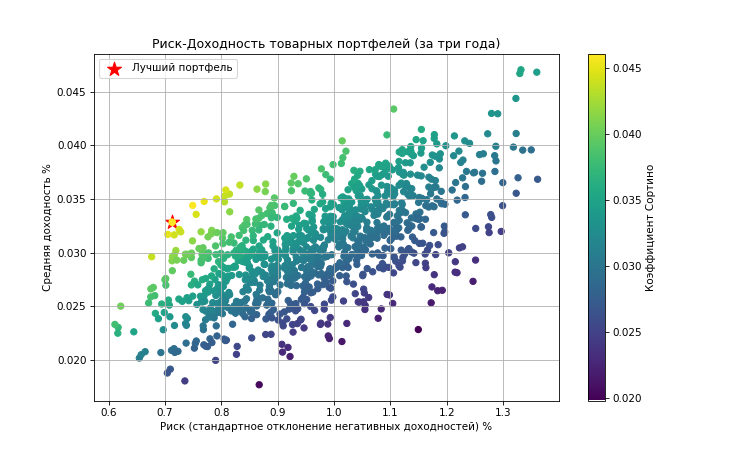 Риск-Доходность товарных портфелей (за три года)
Лучший портфель
0.045
0.040
0.035
0.030
0.025
0.020
Средняя доходность %
0.6 0.7 0.8 0.9 1.0 1.1 1.2 1.3
Риск (стандартное отклонение негативных доходностей) %
0.045
0.040
0.035
0.030
0.025
0.020
Коэффициент Сортино